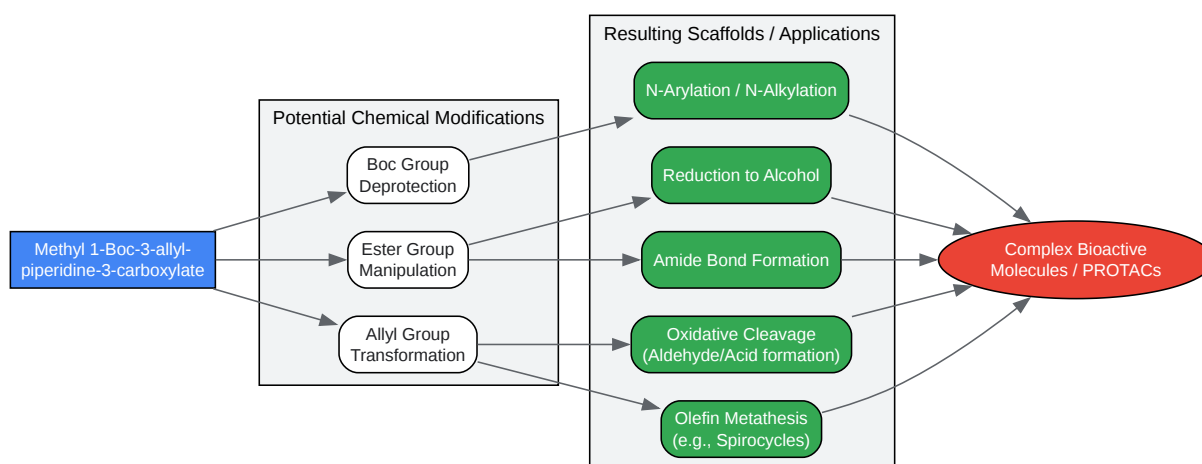 Resulting Scaffolds / Applications
N-Arylation / N-Alkylation
Potential Chemical Modifications
Boc Group
Deprotection
Reduction to Alcohol
Methyl 1-Boc-3-allyl-
piperidine-3-carboxylate
Ester Group
Manipulation
Amide Bond Formation
Complex Bioactive
Molecules / PROTACs
Allyl Group
Transformation
Oxidative Cleavage
(Aldehyde/Acid formation)
Olefin Metathesis
(e.g., Spirocycles)